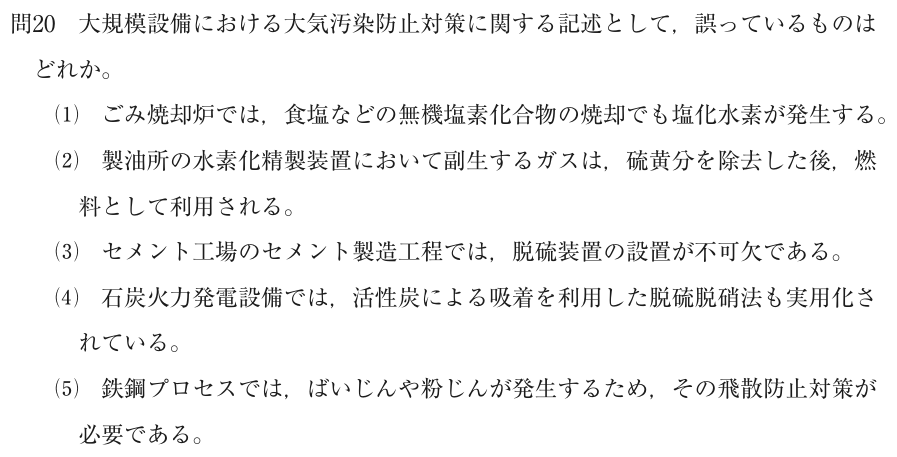 問20　大規模設備における大気汚染防止対策に関する記述として，誤っているものは
どれか。
⑴　ごみ焼却炉では，食塩などの無機塩素化合物の焼却でも塩化水素が発生する。
⑵　製油所の水素化精製装置において副生するガスは，硫黄分を除去した後，燃
料として利用される。
⑶　セメント工場のセメント製造工程では，脱硫装置の設置が不可欠である。
⑷　石炭火力発電設備では，活性炭による吸着を利用した脱硫脱硝法も実用化さ
れている。
⑸　鉄鋼プロセスでは，ばいじんや粉じんが発生するため，その飛散防止対策が
必要である。